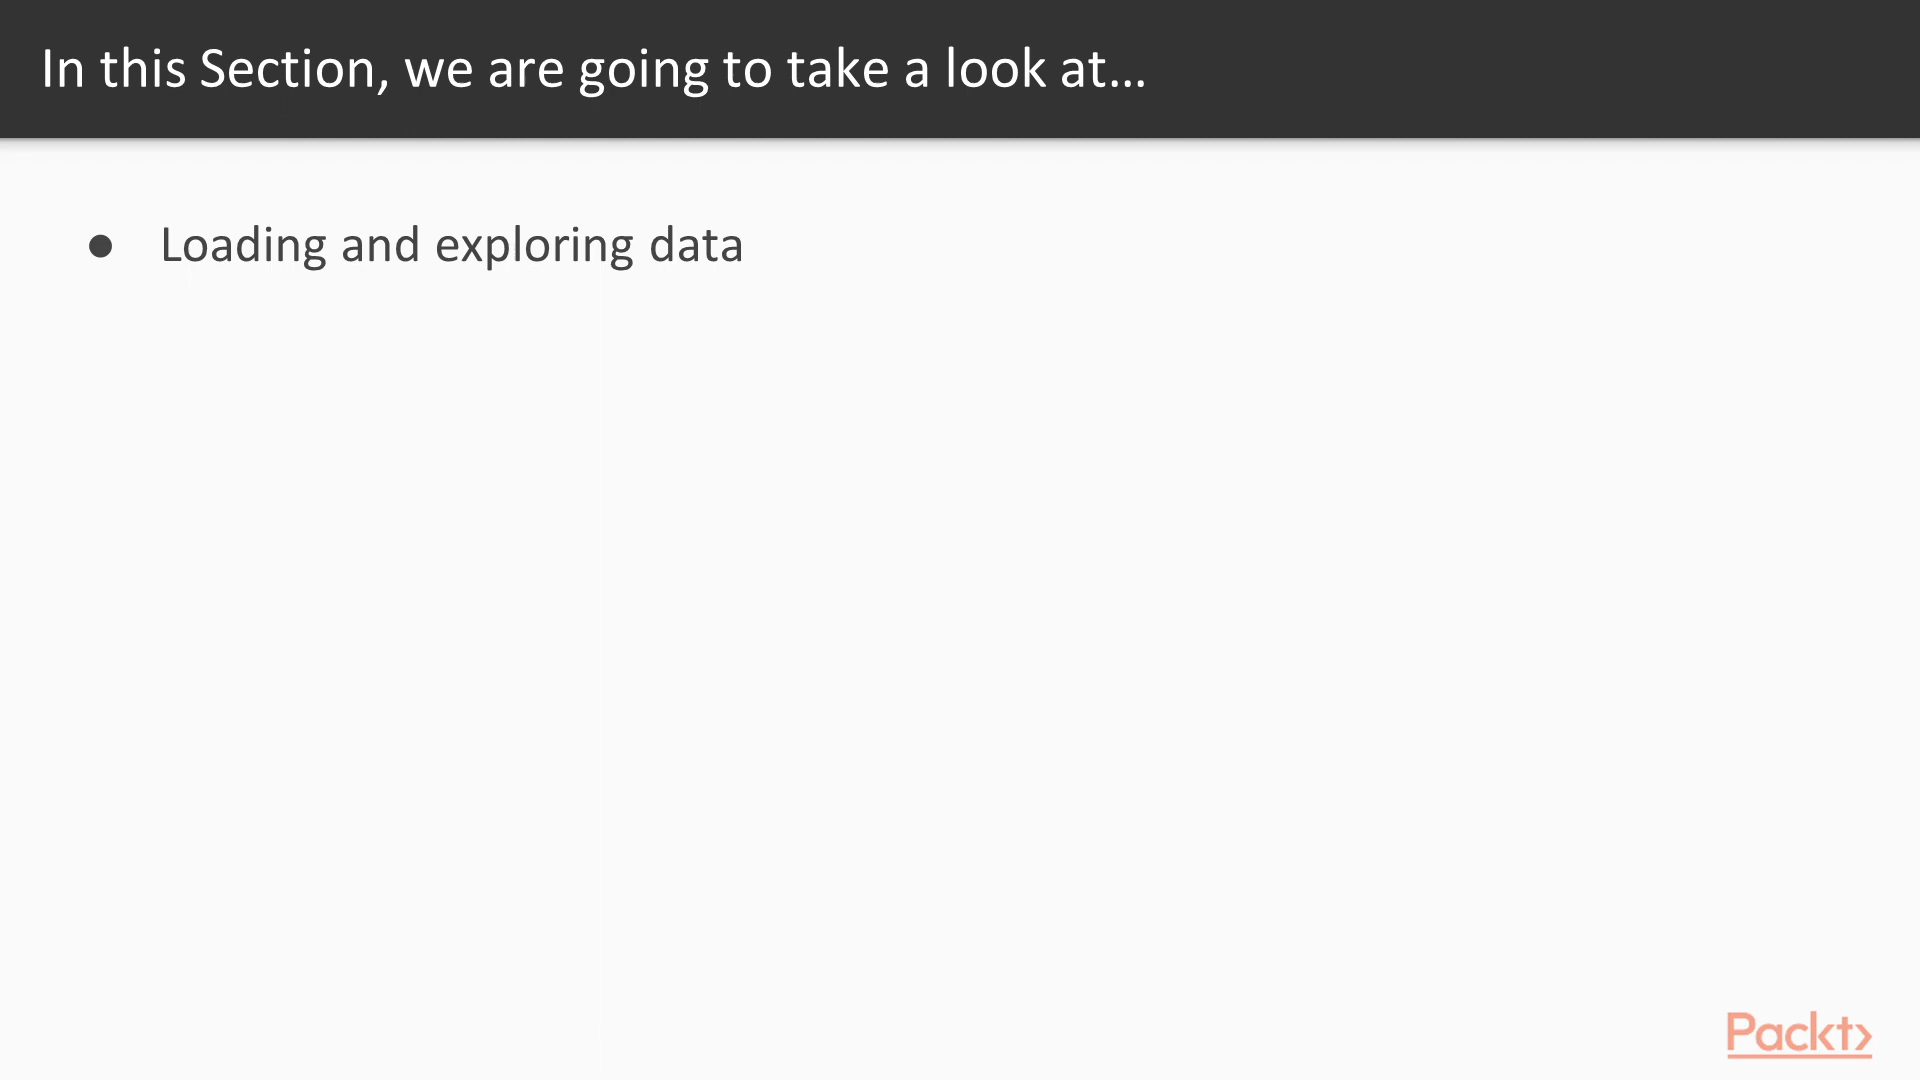 In this Section, we are going to take a look at…
● Loading and exploring data
Packt>